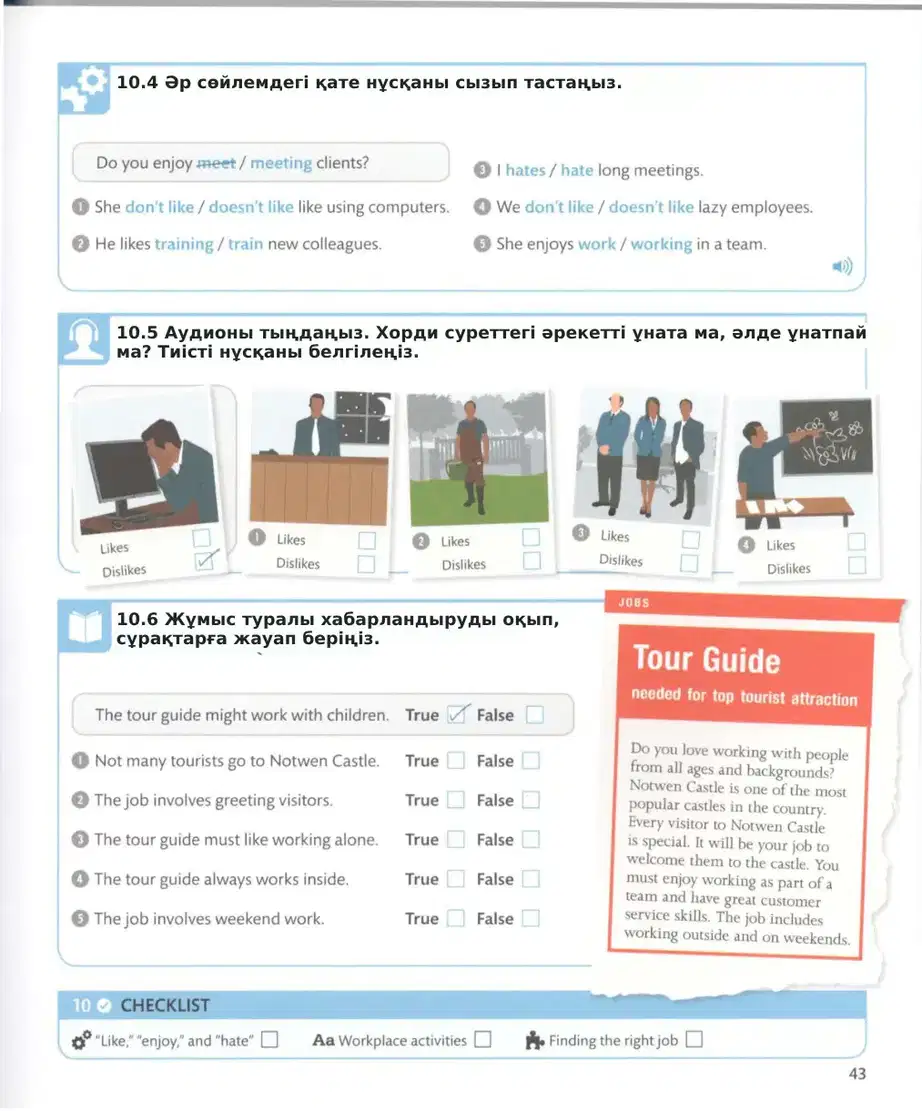 10.4 Әр сөйлемдегі қате нұсқаны сызып тастаңыз.
Do you enjoy meet / meeting clients?
1 She don't like / doesn't like like using computers.
2 He likes training / train new colleagues.
3 I hates / hate long meetings.
4 We don't like / doesn't like lazy employees.
5 She enjoys work / working in a team.
10.5 Аудионы тыңдаңыз. Хорди суреттегі әрекетті ұната ма, әлде ұнатпай
ма? Тиісті нұсқаны белгілеңіз.
Likes
Dislikes
1 Likes
Dislikes
2 Likes
Dislikes
3 Likes
Dislikes
4 Likes
Dislikes
10.6 Жұмыс туралы хабарландыруды оқып,
сұрақтарға жауап беріңіз.
The tour guide might work with children. True False
1 Not many tourists go to Notwen Castle. True False
2 The job involves greeting visitors. True False
3 The tour guide must like working alone. True False
4 The tour guide always works inside. True False
5 The job involves weekend work. True False
JOBS
Tour Guide
needed for top tourist attraction
Do you love working with people
from all ages and backgrounds?
Notwen Castle is one of the most
popular castles in the country.
Every visitor to Notwen Castle
is special. It will be your job to
welcome them to the castle. You
must enjoy working as part of a
team and have great customer
service skills. The job includes
working outside and on weekends.
10 CHECKLIST
"Like," "enjoy," and "hate" Aa Workplace activities Finding the right job
43